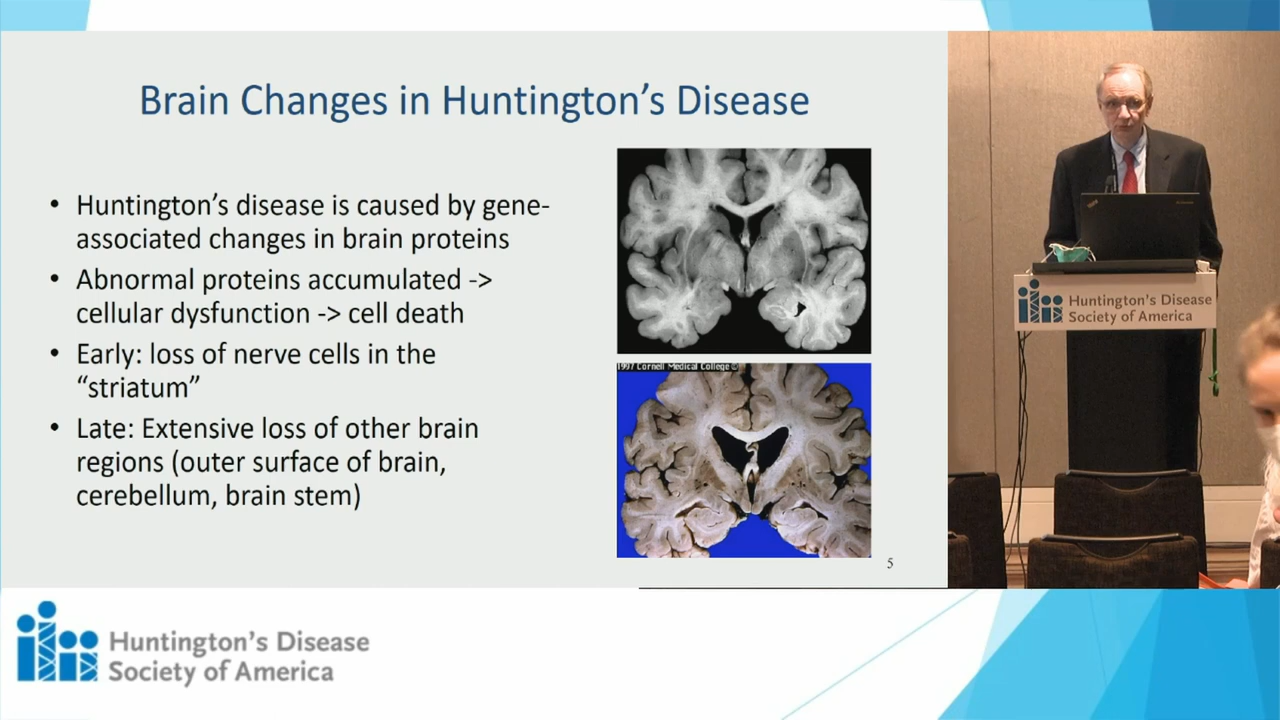 Brain Changes in Huntington's Disease
• Huntington's disease is caused by gene-
associated changes in brain proteins
• Abnormal proteins accumulated ->
cellular dysfunction -> cell death
• Early: loss of nerve cells in the
“striatum”
• Late: Extensive loss of other brain
regions (outer surface of brain,
cerebellum, brain stem)
1997 Cornell Medical College ©
5
Huntington's Disease
Society of America
Huntington's Disease
Society of America